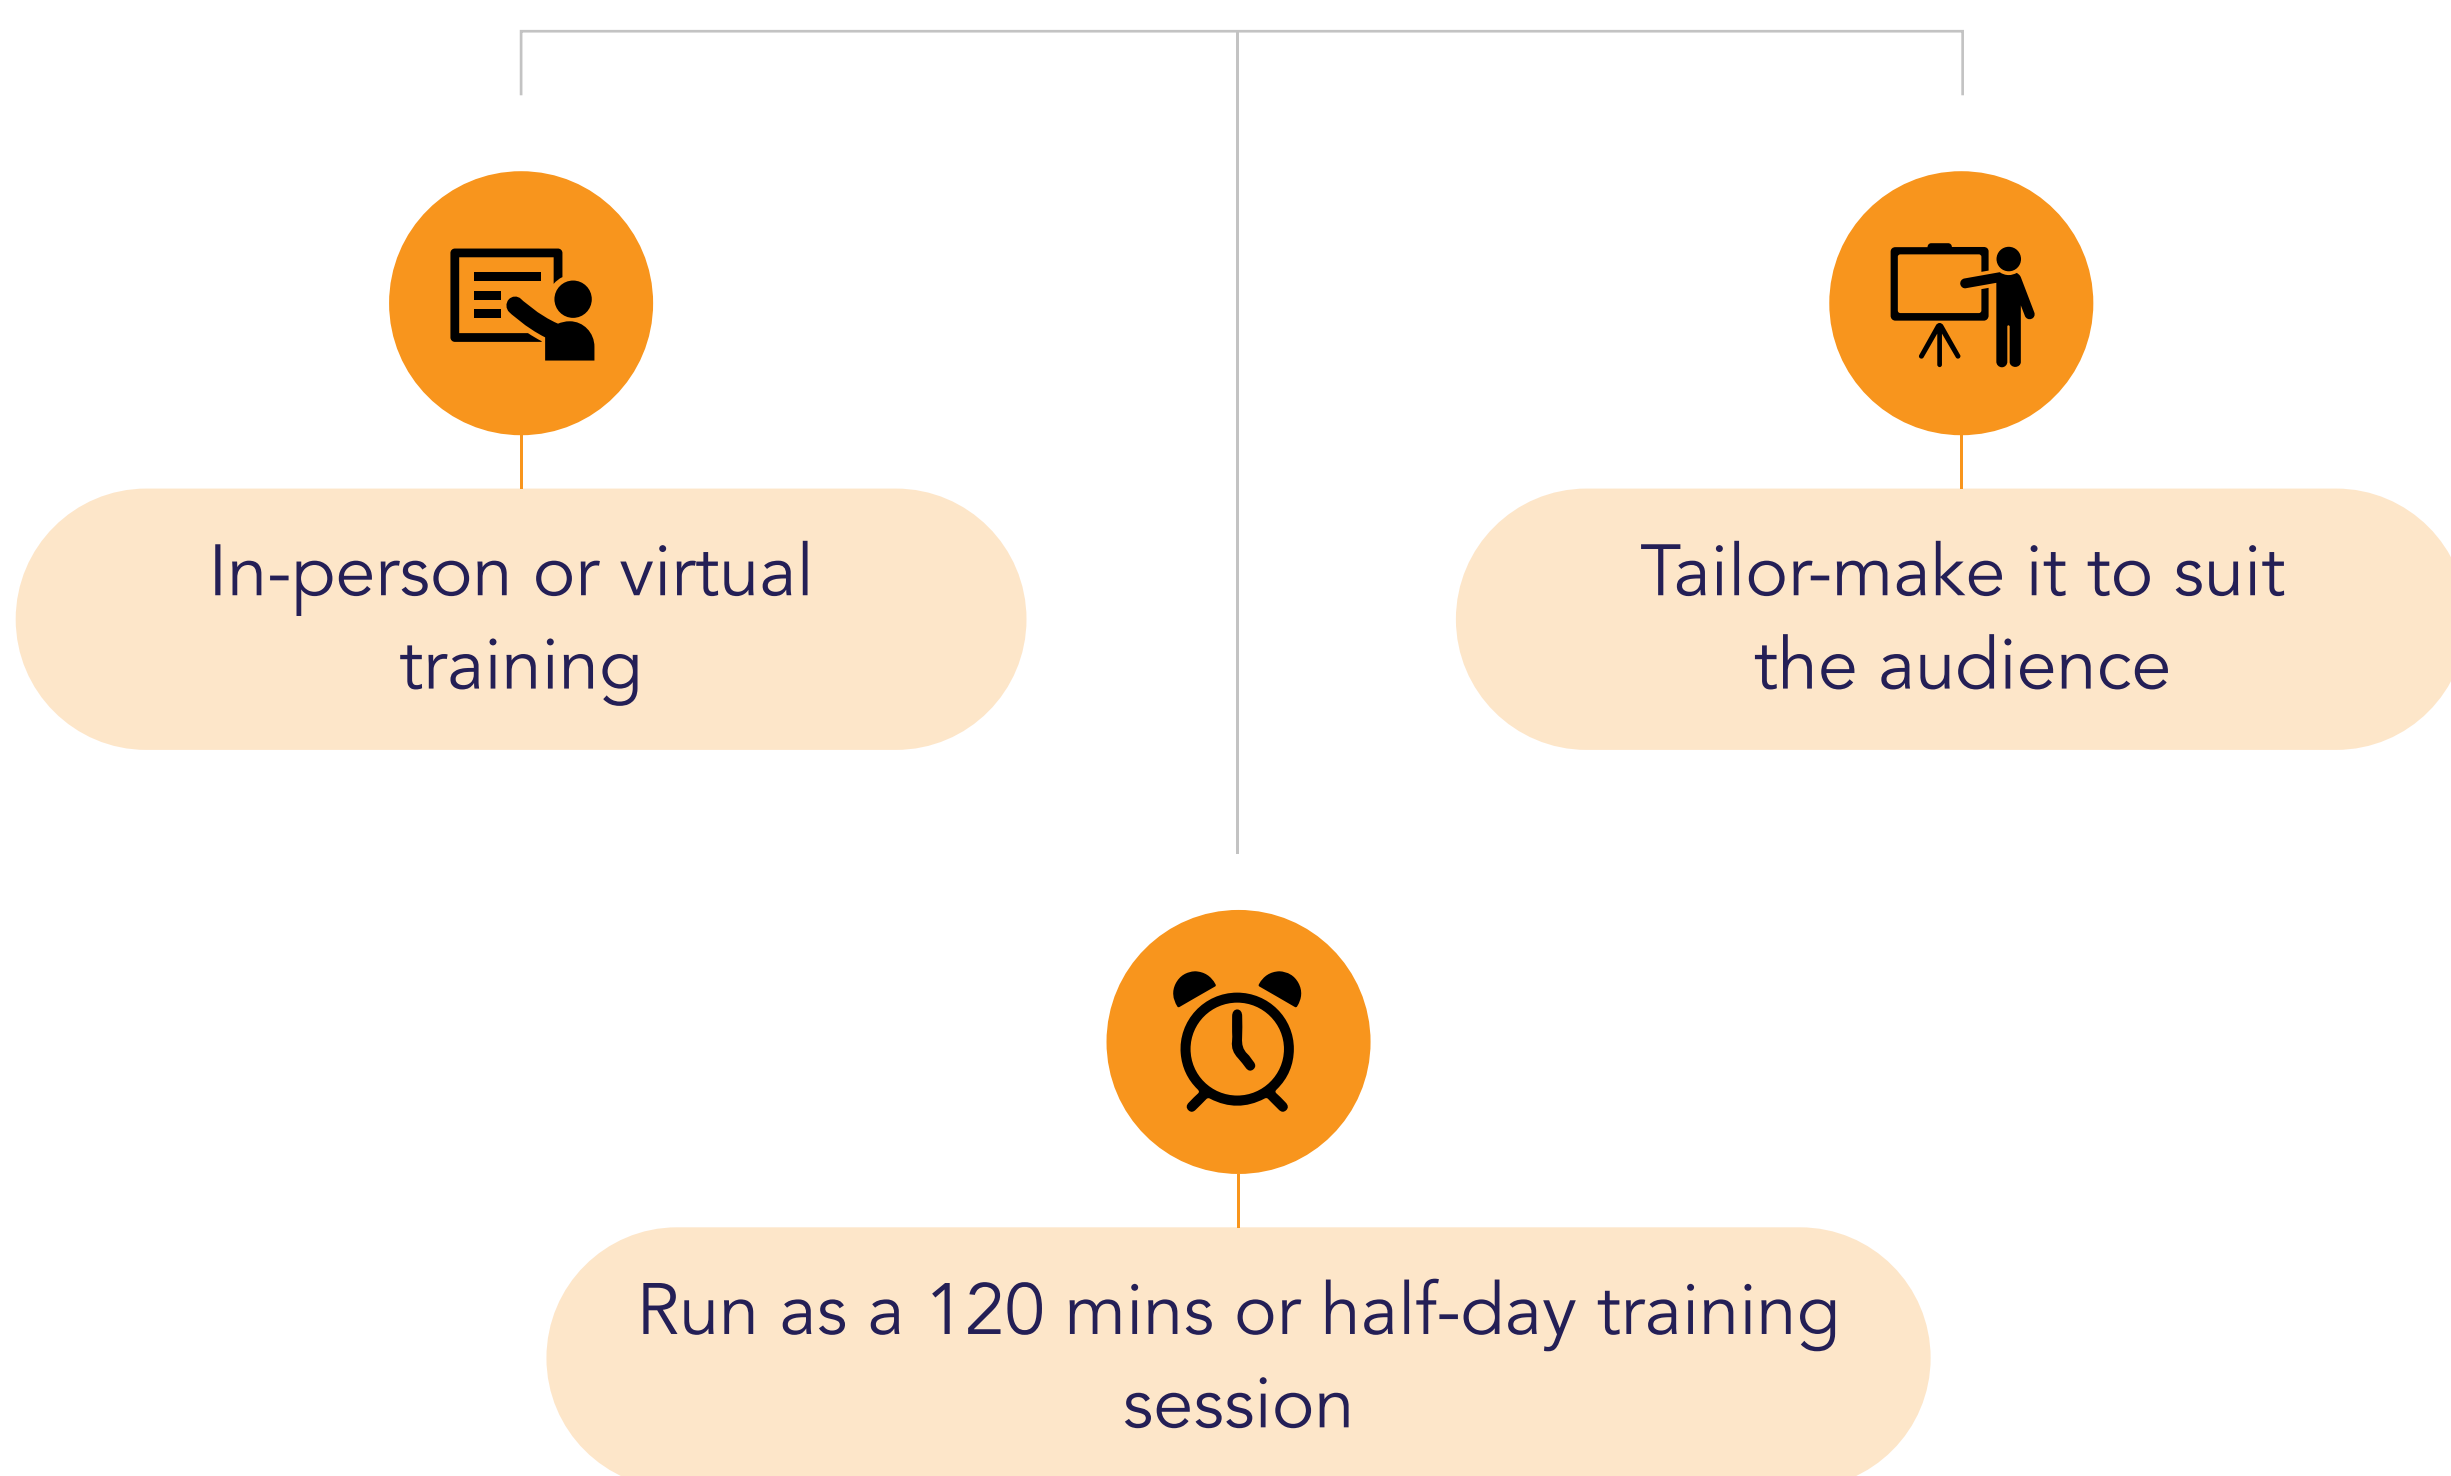 In-person or virtual
training
Tailor-make it to suit
the audience
Run as a 120 mins or half-day training
session